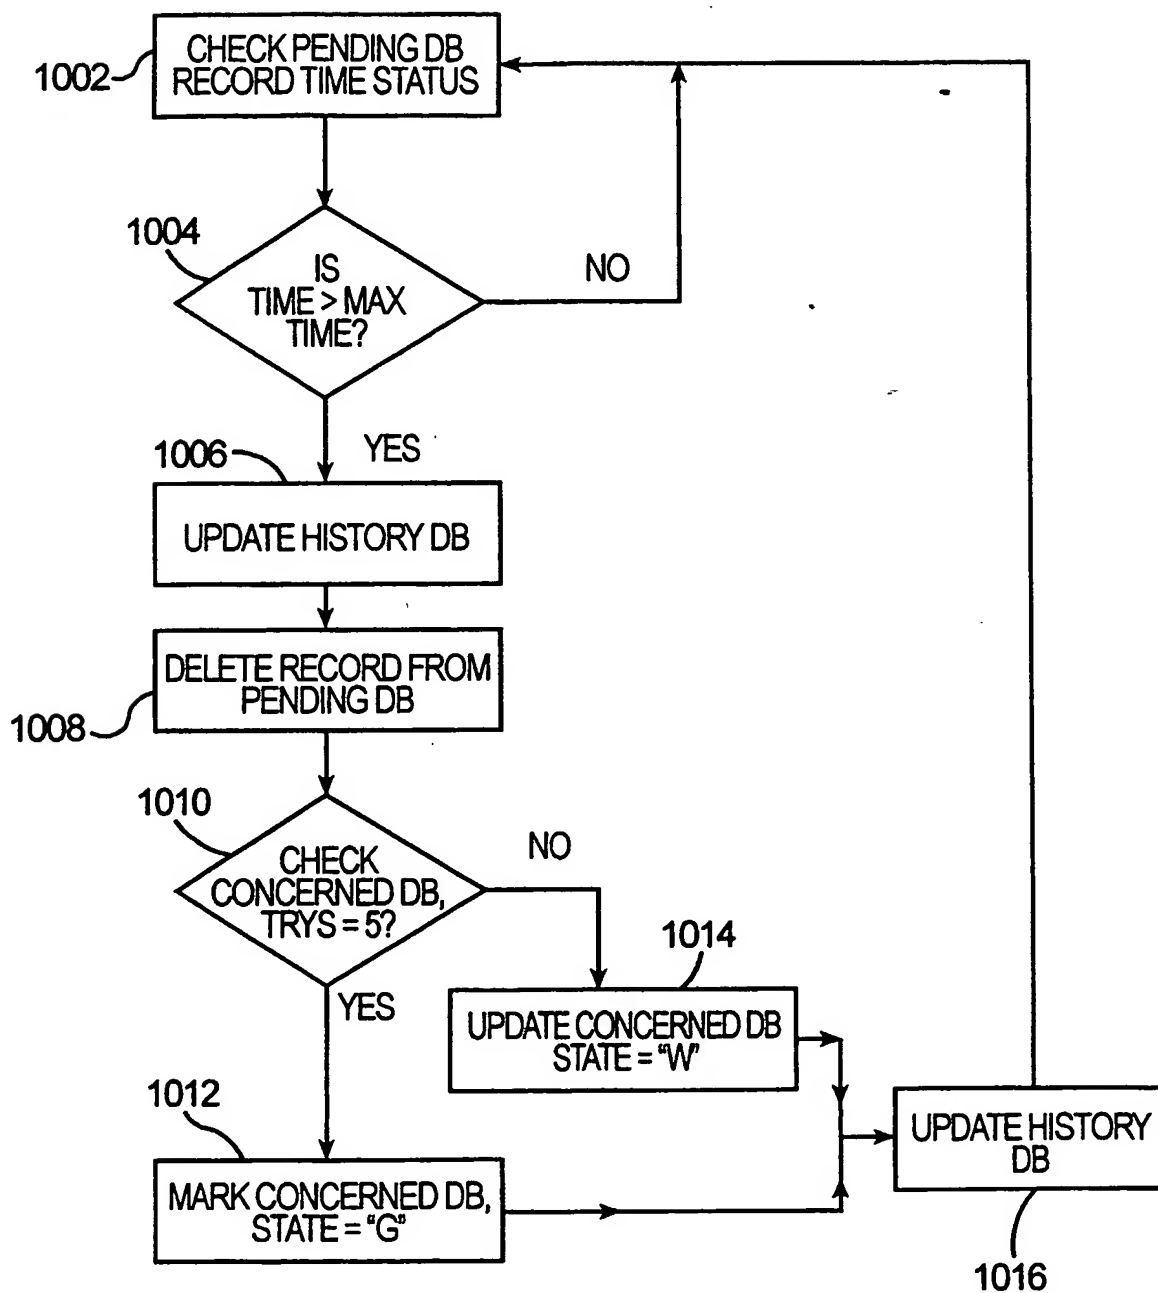 CHECK PENDING DB
RECORD TIME STATUS
1002
1004
IS
TIME > MAX
TIME?
NO
YES
1006
UPDATE HISTORY DB
DELETE RECORD FROM
PENDING DB
1008
1010
CHECK
CONCERNED DB,
TRYS = 5?
NO
YES
1014
UPDATE CONCERNED DB
STATE = "W"
1012
MARK CONCERNED DB,
STATE = "G"
UPDATE HISTORY
DB
1016